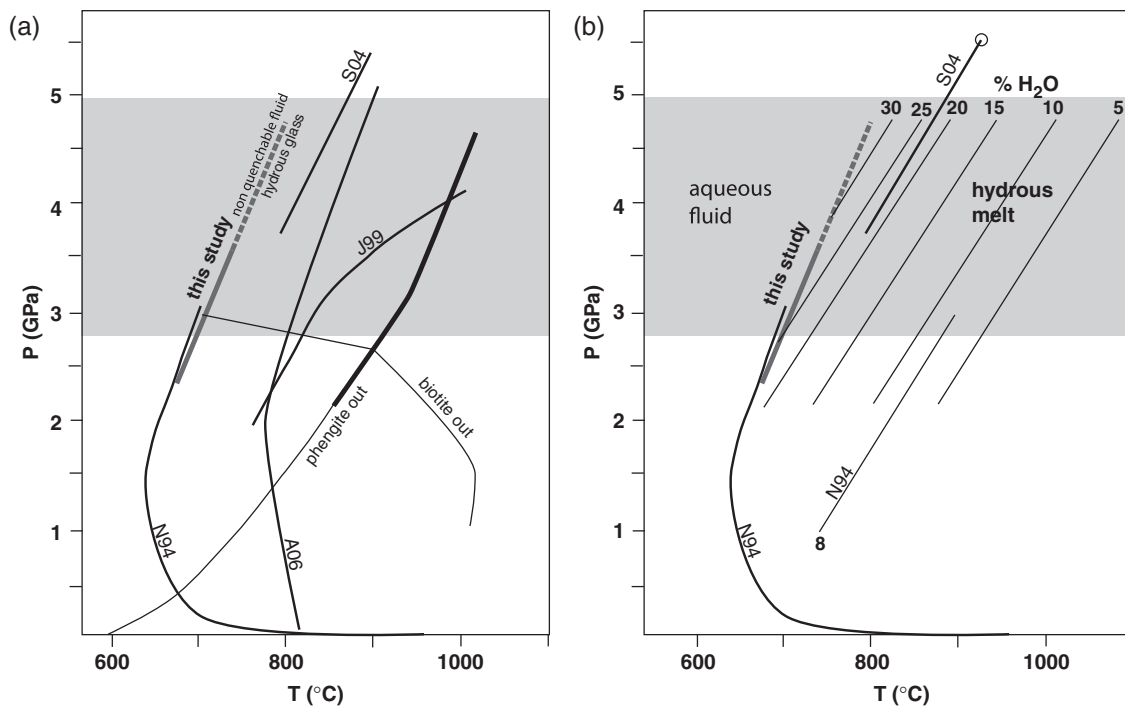 (a)
5
4
3
2
1
P (GPa)
600
800
1000
T (°C)
S04
non quenchable fluid
hydrous glass
this study
J99
phengite out
biotite out
N94
A06
(b)
5
4
3
2
1
P (GPa)
600
800
1000
T (°C)
S04
% H₂O
30
25
20
15
10
5
aqueous
fluid
hydrous
melt
this study
N94
8
N94